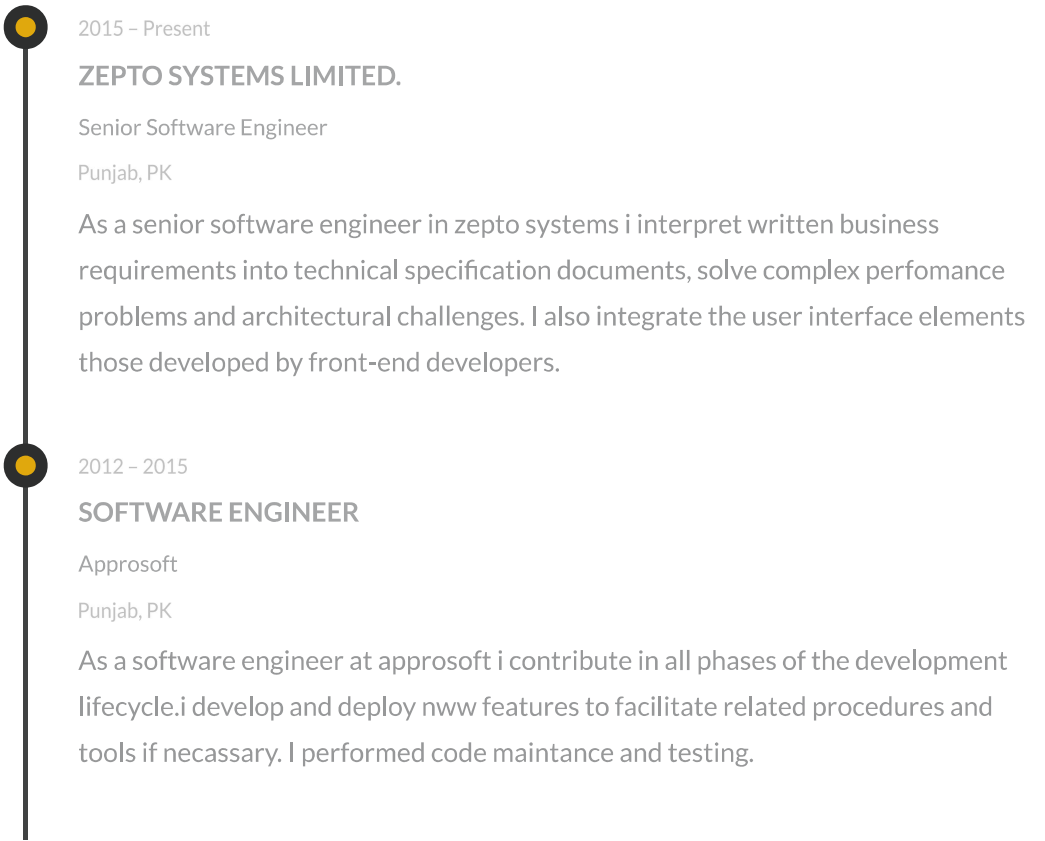 2015 – Present
ZEPTO SYSTEMS LIMITED.
Senior Software Engineer
Punjab, PK
As a senior software engineer in zepto systems i interpret written business
requirements into technical specification documents, solve complex perfomance
problems and architectural challenges. I also integrate the user interface elements
those developed by front-end developers.
2012 – 2015
SOFTWARE ENGINEER
Approsoft
Punjab, PK
As a software engineer at approsoft i contribute in all phases of the development
lifecycle.i develop and deploy nww features to facilitate related procedures and
tools if necassary. I performed code maintance and testing.